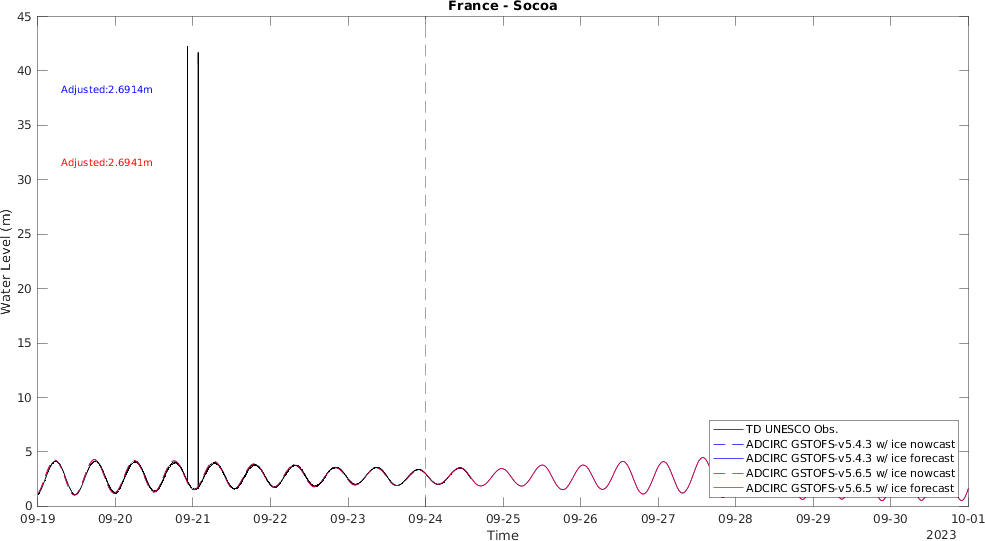 France - Socoa
45
40
35
30
25
20
15
10
5
0
Water Level (m)
Adjusted:2.6914m
Adjusted:2.6941m
TD UNESCO Obs.
ADCIRC GSTOFS-v5.4.3 w/ ice nowcast
ADCIRC GSTOFS-v5.4.3 w/ ice forecast
ADCIRC GSTOFS-v5.6.5 w/ ice nowcast
ADCIRC GSTOFS-v5.6.5 w/ ice forecast
09-19 09-20 09-21 09-22 09-23 09-24 09-25 09-26 09-27 09-28 09-29 09-30 10-01
Time
2023